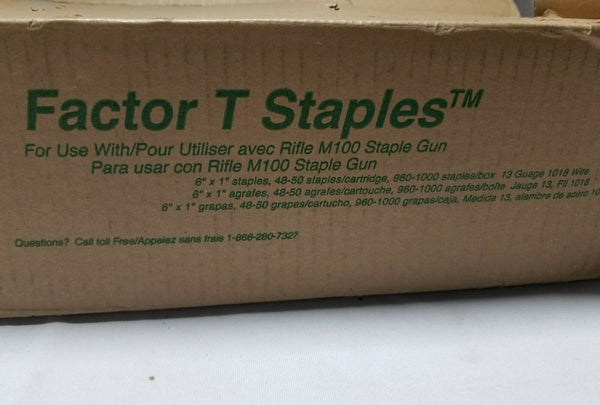 Factor T Staples™
For Use With/Pour Utiliser avec Rifle M100 Staple Gun
Para usar con Rifle M100 Staple Gun
6" x 1" staples, 48-50 staples/cartridge, 960-1000 staples/box 13 Guage 1018 Wire
6" x 1" agrafes, 48-50 agrafes/cartouche, 960-1000 agrafes/boîte Jauge 13, Fil 1018
6" x 1" grapas, 48-50 grapas/cartucho, 960-1000 grapas/caja, Medida 13, alambre de acero
Questions? Call toll Free/Appelez sans frais 1-866-280-7327